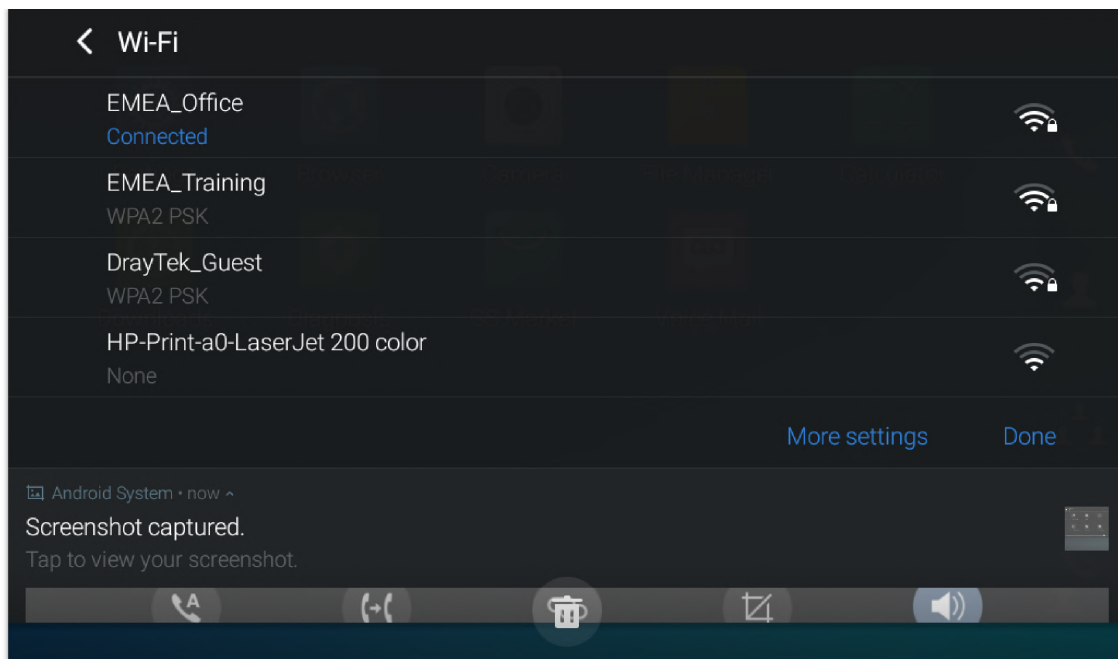 Wi-Fi
EMEA_Office
Connected
EMEA_Training
WPA2 PSK
DrayTek_Guest
WPA2 PSK
HP-Print-a0-LaserJet 200 color
None
More settings
Done
Android System • now
Screenshot captured.
Tap to view your screenshot.
A